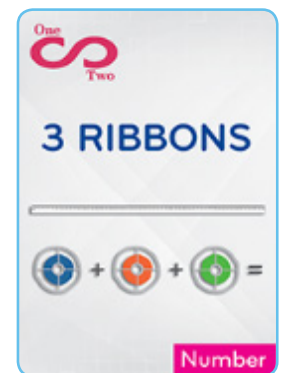 One
Two
3 RIBBONS
+ + =
Number